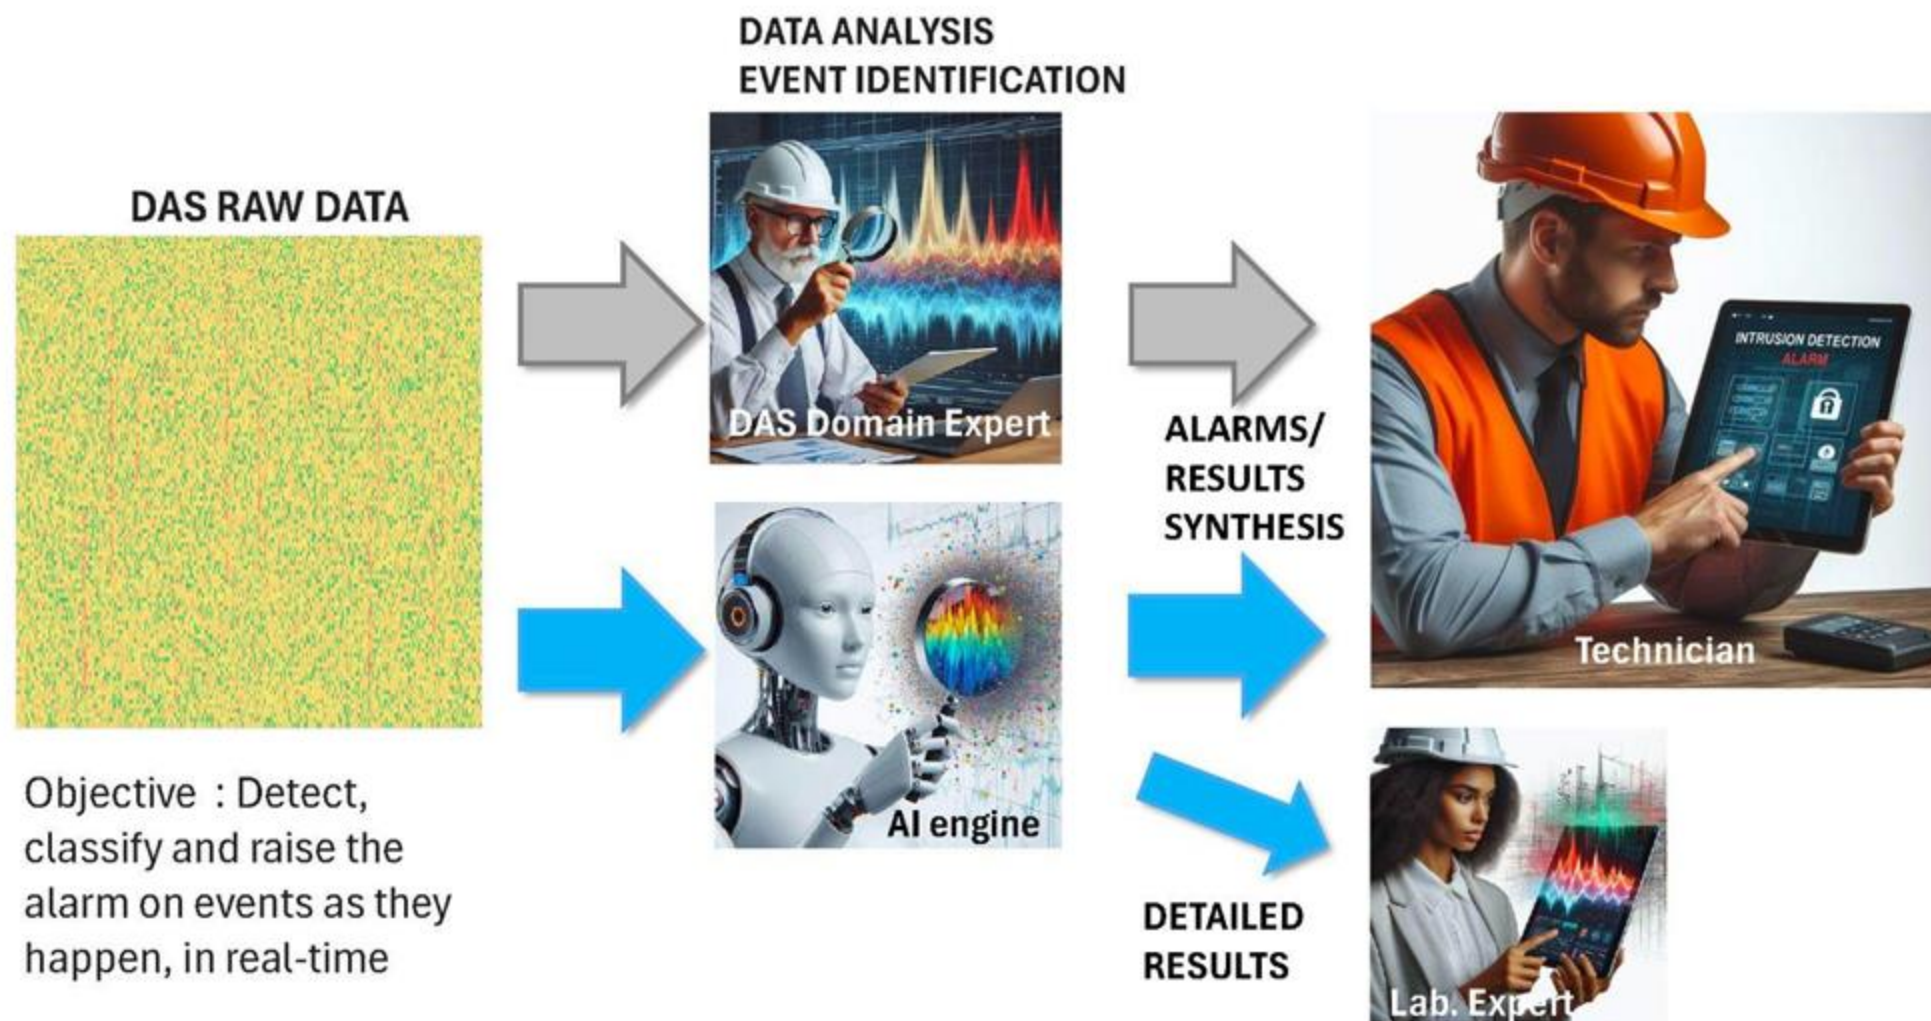 DATA ANALYSIS
EVENT IDENTIFICATION
DAS RAW DATA
DAS Domain Expert
INTRUSION DETECTION
ALARM
ALARMS/
RESULTS
SYNTHESIS
Technician
AI engine
Objective : Detect,
classify and raise the
alarm on events as they
happen, in real-time
DETAILED
RESULTS
Lab. Expert